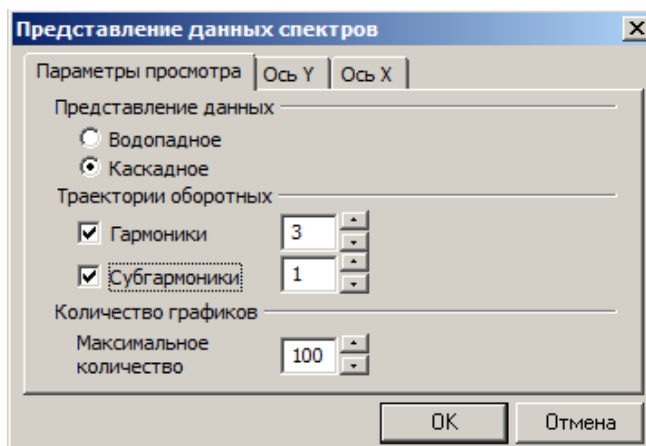 Представление данных спектров
Параметры просмотра Ось Y Ось X
Представление данных
Водопадное
Каскадное
Траектории оборотных
Гармоники 3
Субгармоники 1
Количество графиков
Максимальное
количество 100
OK Отмена